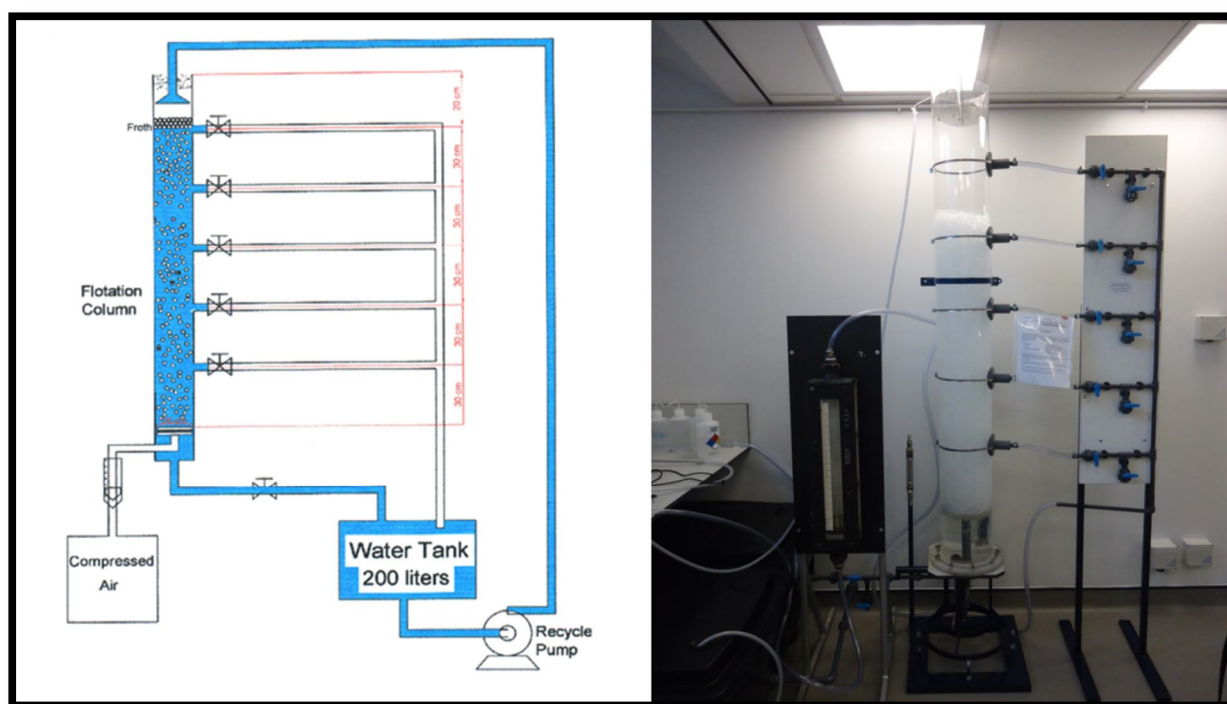 20 cm
Froth
30 cm
30 cm
30 cm
30 cm
30 cm
Flotation
Column
Compressed
Air
Water Tank
200 liters
Recycle
Pump